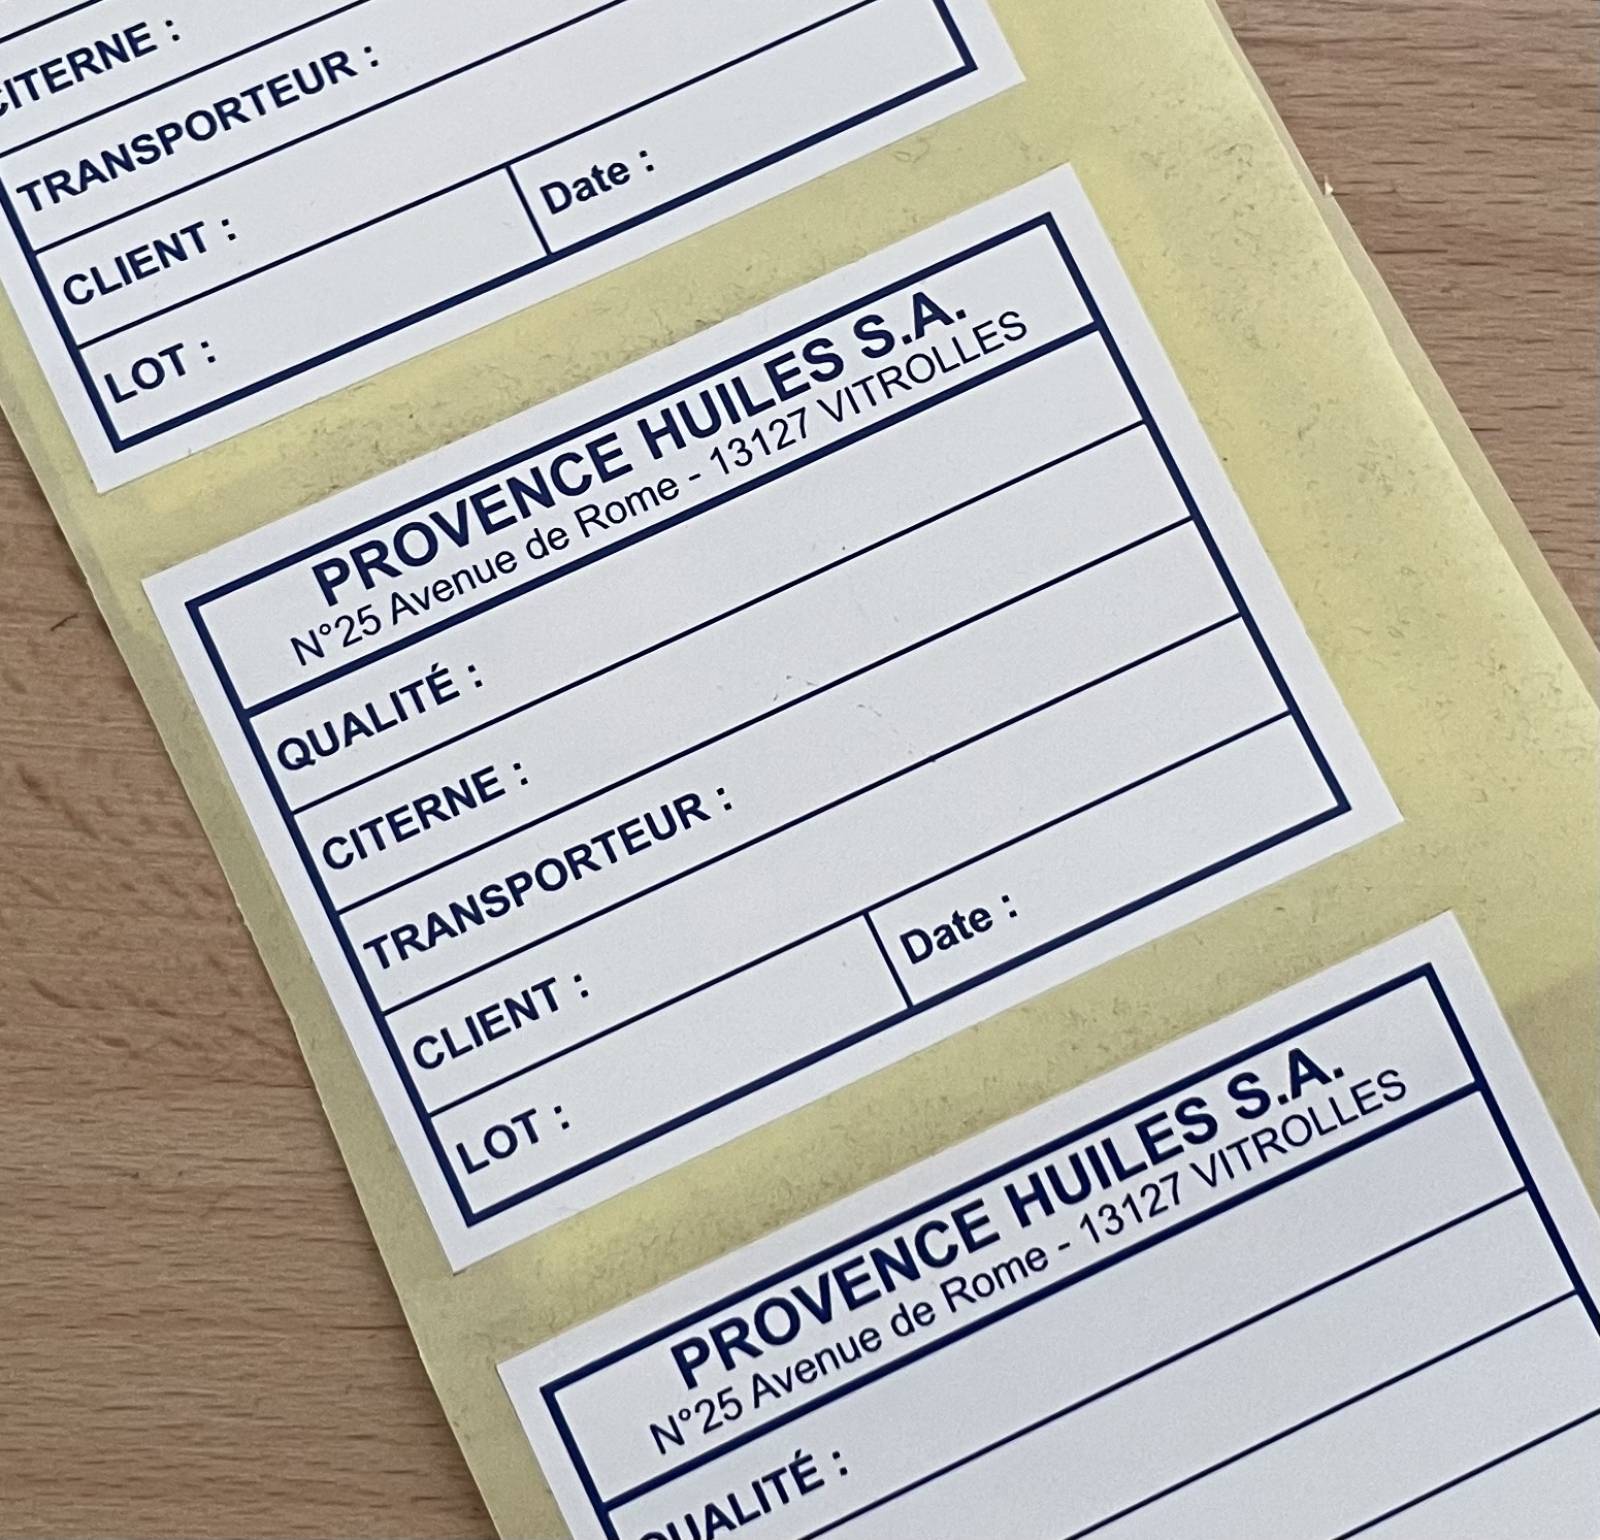 CITERNE :
TRANSPORTEUR :
CLIENT :
LOT :
Date :
PROVENCE HUILES S.A.
N°25 Avenue de Rome - 13127 VITROLLES
QUALITÉ :
CITERNE :
TRANSPORTEUR :
CLIENT :
LOT :
Date :
PROVENCE HUILES S.A.
N°25 Avenue de Rome - 13127 VITROLLES
QUALITÉ :